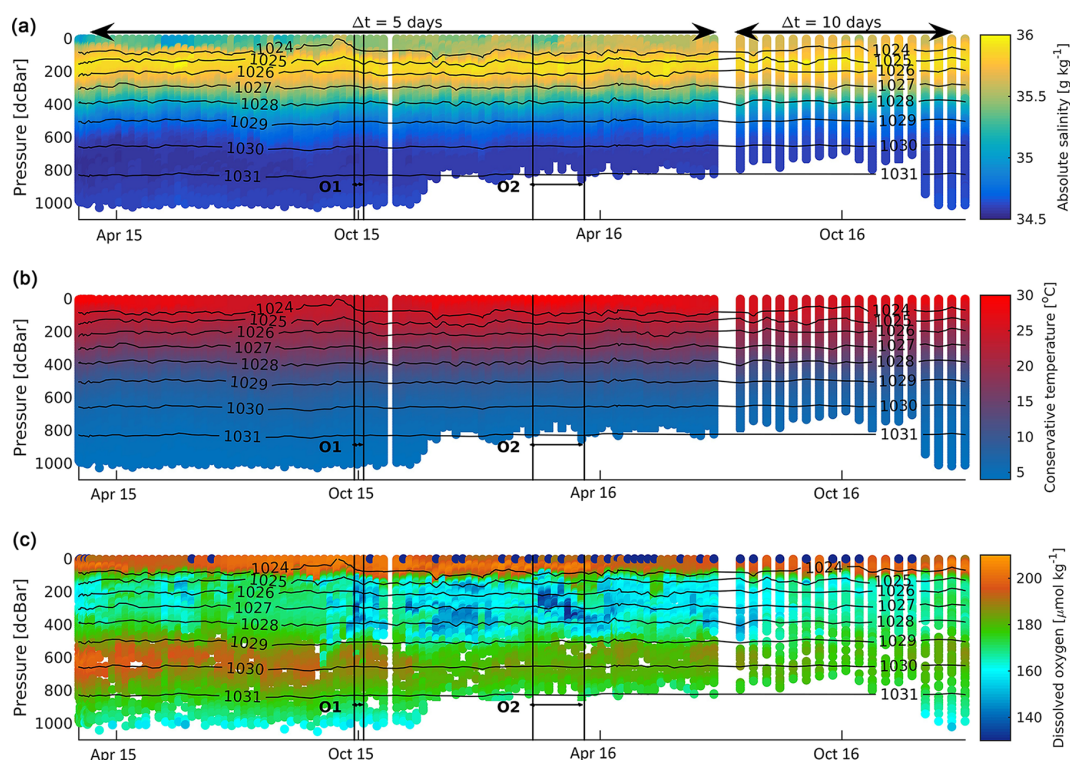 (a)
Δt = 5 days
Δt = 10 days
Pressure [dcBar]
0
200
400
600
800
1000
1024
1025
1026
1027
1028
1029
1030
1031
1024
1025
1026
1027
1028
1029
1030
1031
O1
O2
Apr 15
Oct 15
Apr 16
Oct 16
36
35.5
35
34.5
Absolute salinity [g kg⁻¹]
(b)
Pressure [dcBar]
0
200
400
600
800
1000
1024
1025
1026
1027
1028
1029
1030
1031
1024
1025
1026
1027
1028
1029
1030
1031
O1
O2
Apr 15
Oct 15
Apr 16
Oct 16
30
25
20
15
10
5
Conservative temperature [°C]
(c)
Pressure [dcBar]
0
200
400
600
800
1000
1024
1025
1026
1027
1028
1029
1030
1031
1024
1025
1026
1027
1028
1029
1030
1031
O1
O2
Apr 15
Oct 15
Apr 16
Oct 16
200
180
160
140
Dissolved oxygen [μmol kg⁻¹]